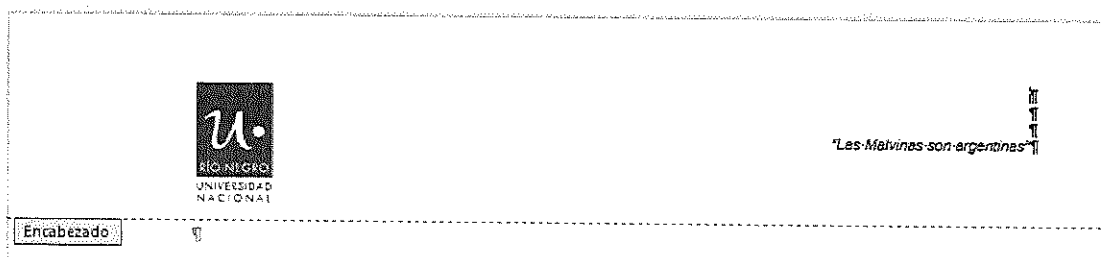 u
RÍO NEGRO
UNIVERSIDAD
NACIONAL
¶
¶
¶
"Las·Malvinas·son·argentinas"¶
Encabezado
¶